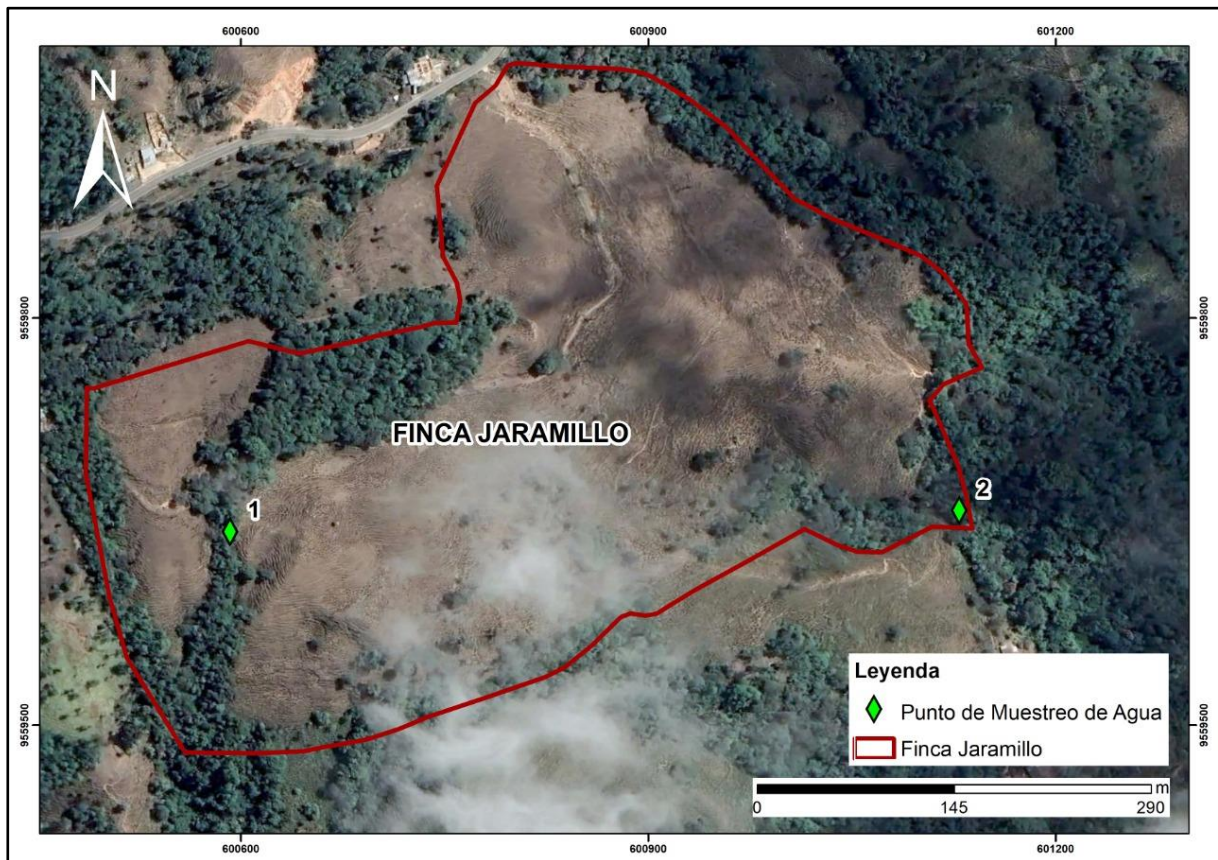 600600 600900 601200
N
9559800 9559800
FINCA JARAMILLO
1
2
9559500 9559500
Leyenda
Punto de Muestreo de Agua
Finca Jaramillo
m
0 145 290
600600 600900 601200